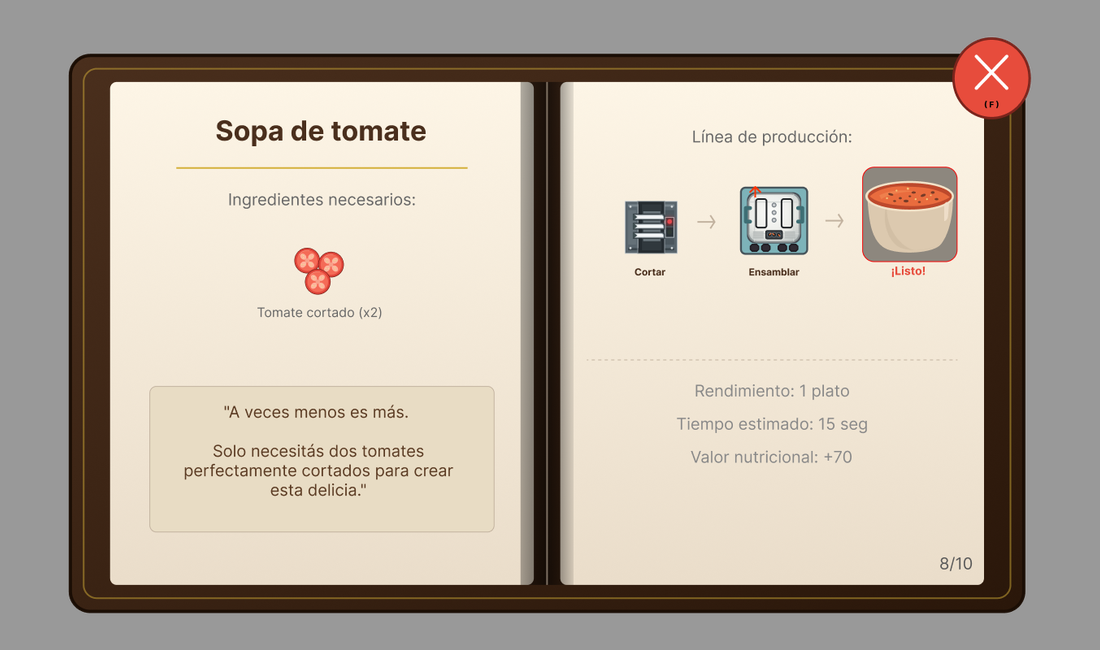 Sopa de tomate
Ingredientes necesarios:
Tomate cortado (x2)
"A veces menos es más.
Solo necesitás dos tomates
perfectamente cortados para crear
esta delicia."
(F)
Línea de producción:
Cortar
Ensamblar
¡Listo!
Rendimiento: 1 plato
Tiempo estimado: 15 seg
Valor nutricional: +70
8/10